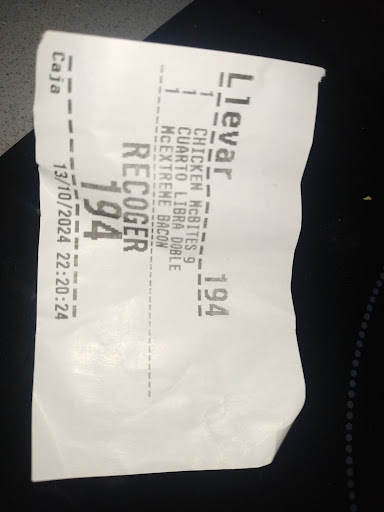 Llevar 194
1 CHICKEN McBITES 9
1 CUARTO LIBRA DOBLE
1 MCEXTREME BACON
RECOGER
194
Caja 13/10/2024 22:20:24